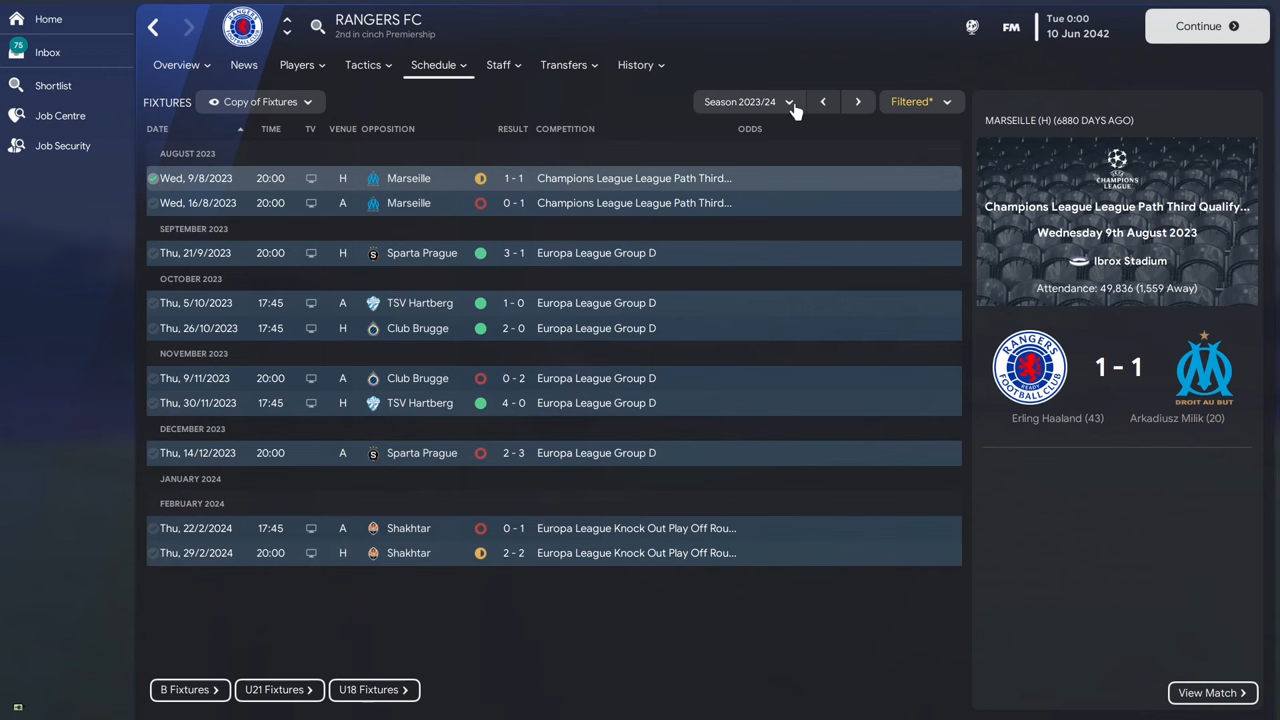 Home
75
Inbox
Shortlist
Job Centre
Job Security
RANGERS FC
2nd in cinch Premiership
FM
Tue 0:00
10 Jun 2042
Continue
Overview News Players Tactics Schedule Staff Transfers History
FIXTURES Copy of Fixtures Season 2023/24 Filtered*
DATE TIME TV VENUE OPPOSITION RESULT COMPETITION ODDS
AUGUST 2023
Wed, 9/8/2023 20:00 H Marseille 1 - 1 Champions League League Path Third...
Wed, 16/8/2023 20:00 A Marseille 0 - 1 Champions League League Path Third...
SEPTEMBER 2023
Thu, 21/9/2023 20:00 H Sparta Prague 3 - 1 Europa League Group D
OCTOBER 2023
Thu, 5/10/2023 17:45 A TSV Hartberg 1 - 0 Europa League Group D
Thu, 26/10/2023 17:45 H Club Brugge 2 - 0 Europa League Group D
NOVEMBER 2023
Thu, 9/11/2023 20:00 A Club Brugge 0 - 2 Europa League Group D
Thu, 30/11/2023 17:45 H TSV Hartberg 4 - 0 Europa League Group D
DECEMBER 2023
Thu, 14/12/2023 20:00 A Sparta Prague 2 - 3 Europa League Group D
JANUARY 2024
FEBRUARY 2024
Thu, 22/2/2024 17:45 A Shakhtar 0 - 1 Europa League Knock Out Play Off Rou...
Thu, 29/2/2024 20:00 H Shakhtar 2 - 2 Europa League Knock Out Play Off Rou...
B Fixtures U21 Fixtures U18 Fixtures
MARSEILLE (H) (6880 DAYS AGO)
CHAMPIONS
LEAGUE
Champions League League Path Third Qualify...
Wednesday 9th August 2023
Ibrox Stadium
Attendance: 49,836 (1,559 Away)
RANGERS
READY
FOOTBALL CLUB
1 - 1
DROIT AU BUT
Erling Haaland (43) Arkadiusz Milik (20)
View Match